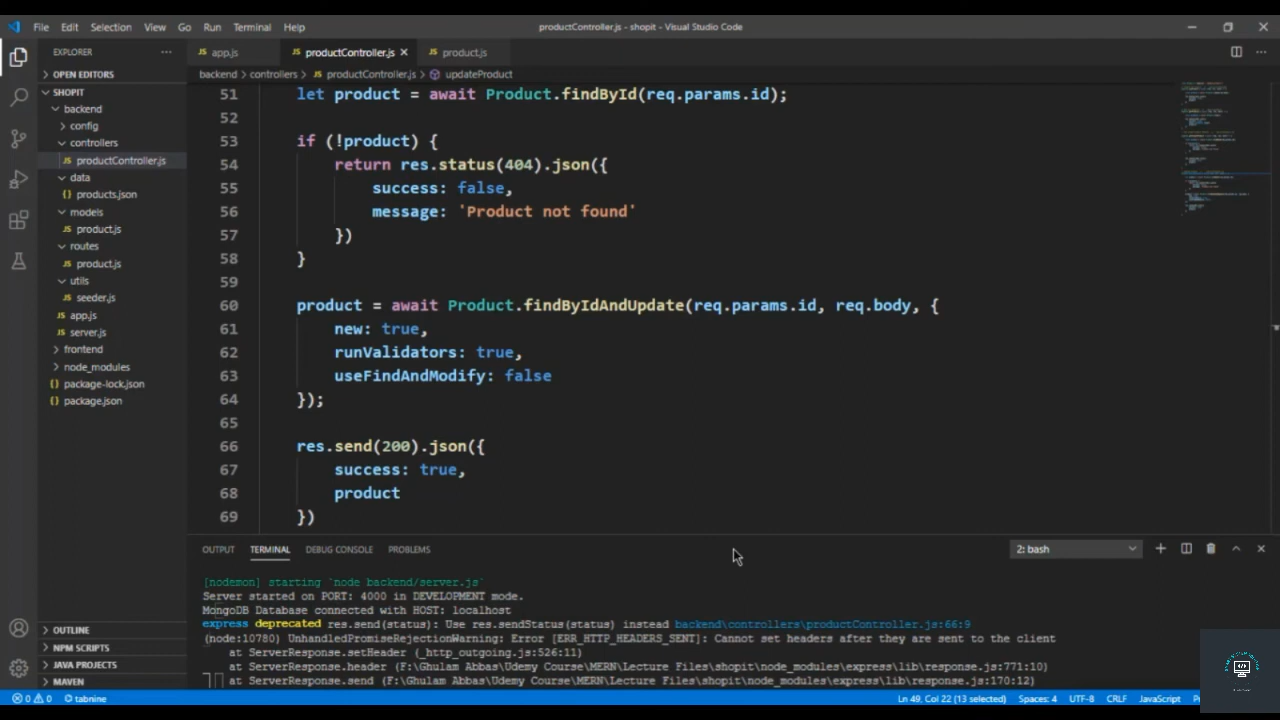 File Edit Selection View Go Run Terminal Help
productController.js - shopit - Visual Studio Code
EXPLORER
OPEN EDITORS
SHOPIT
backend
config
controllers
JS productController.js
data
{} products.json
models
JS product.js
routes
JS product.js
utils
JS seeder.js
JS app.js
JS server.js
frontend
node_modules
{} package-lock.json
{} package.json
OUTLINE
NPM SCRIPTS
JAVA PROJECTS
MAVEN
JS app.js JS productController.js JS product.js
backend > controllers > JS productController.js > updateProduct
51 let product = await Product.findById(req.params.id);
52
53 if (!product) {
54 return res.status(404).json({
55 success: false,
56 message: `Product not found`
57 })
58 }
59
60 product = await Product.findByIdAndUpdate(req.params.id, req.body, {
61 new: true,
62 runValidators: true,
63 useFindAndModify: false
64 });
65
66 res.send(200).json({
67 success: true,
68 product
69 })
OUTPUT TERMINAL DEBUG CONSOLE PROBLEMS
2: bash
[nodemon] starting `node backend/server.js`
Server started on PORT: 4000 in DEVELOPMENT mode.
MongoDB Database connected with HOST: localhost
express deprecated res.send(status): Use res.sendStatus(status) instead backend\controllers\productController.js:66:9
(node:10780) UnhandledPromiseRejectionWarning: Error [ERR_HTTP_HEADERS_SENT]: Cannot set headers after they are sent to the client
at ServerResponse.setHeader (_http_outgoing.js:526:11)
at ServerResponse.header (F:\Ghulam Abbas\Udemy Course\MERN\Lecture Files\shopit\node_modules\express\lib\response.js:771:10)
at ServerResponse.send (F:\Ghulam Abbas\Udemy Course\MERN\Lecture Files\shopit\node_modules\express\lib\response.js:170:12)
0 0 tabnine
Ln 49, Col 22 (13 selected) Spaces: 4 UTF-8 CRLF JavaScript